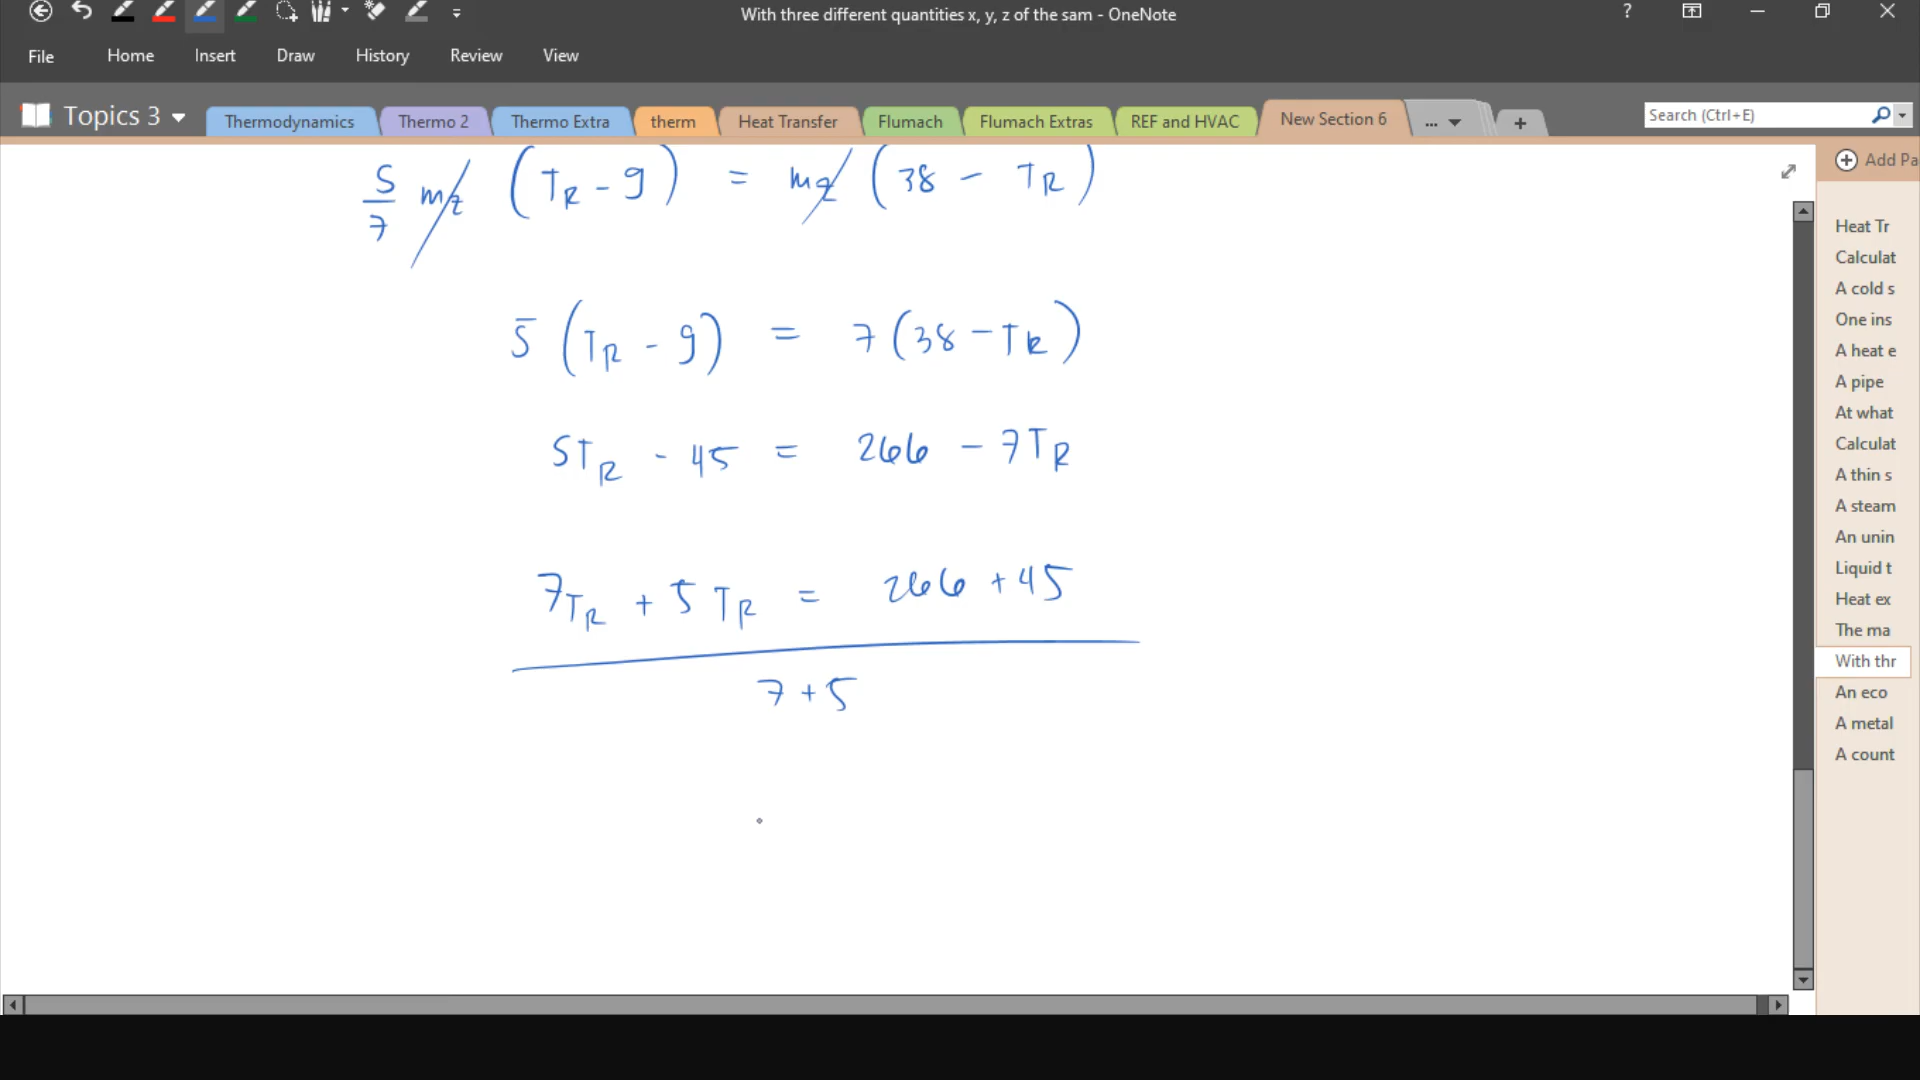 With three different quantities x, y, z of the sam - OneNote
?
File Home Insert Draw History Review View
Topics 3
Thermodynamics Thermo 2 Thermo Extra therm Heat Transfer Flumach Flumach Extras REF and HVAC New Section 6 ... +
Search (Ctrl+E)
Add Pa
5/7 mz (TR - 9) = mz (38 - TR)
5 (TR - 9) = 7 (38 - TR)
5TR - 45 = 266 - 7TR
7TR + 5TR = 266 + 45
7 + 5
Heat Tr
Calculat
A cold s
One ins
A heat e
A pipe
At what
Calculat
A thin s
A steam
An unin
Liquid t
Heat ex
The ma
With thr
An eco
A metal
A count